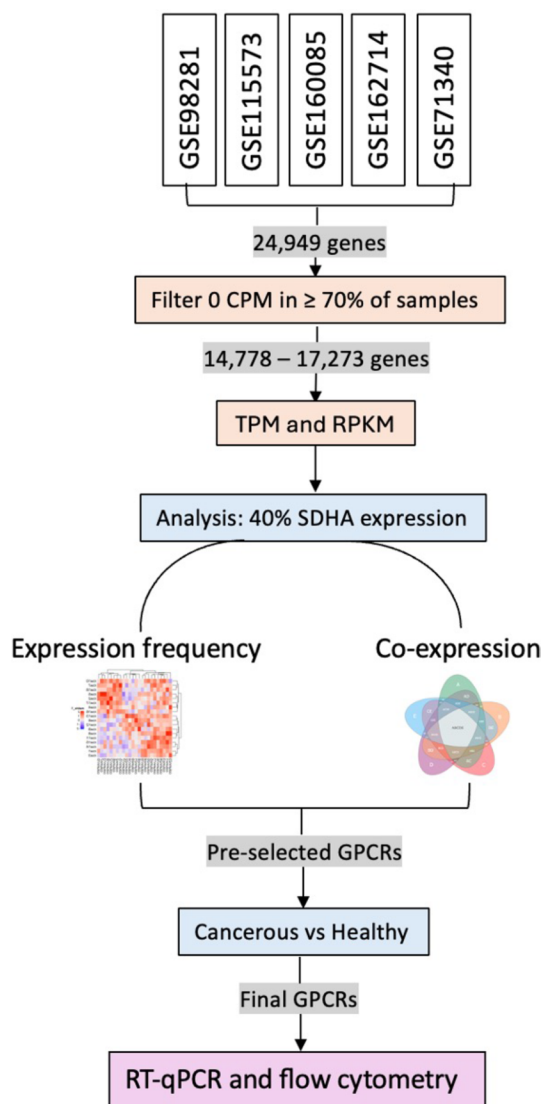 GSE98281
GSE115573
GSE160085
GSE162714
GSE71340
24,949 genes
Filter 0 CPM in ≥ 70% of samples
14,778 – 17,273 genes
TPM and RPKM
Analysis: 40% SDHA expression
Expression frequency
Co-expression
Pre-selected GPCRs
Cancerous vs Healthy
Final GPCRs
RT-qPCR and flow cytometry